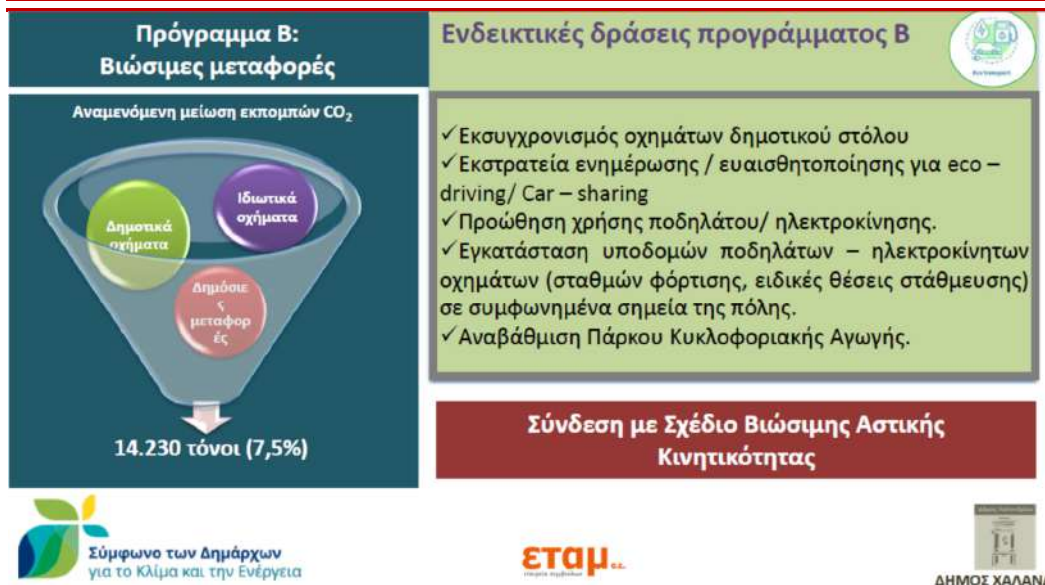 Πρόγραμμα Β:
Βιώσιμες μεταφορές
Αναμενόμενη μείωση εκπομπών CO2
Ιδιωτικά
οχήματα
Δημοτικά
οχήματα
Δημόσιε
ς
μεταφορ
ές
14.230 τόνοι (7,5%)
Ενδεικτικές δράσεις προγράμματος Β
✓Εκσυγχρονισμός οχημάτων δημοτικού στόλου
✓Εκστρατεία ενημέρωσης / ευαισθητοποίησης για eco –
driving/ Car – sharing
✓Προώθηση χρήσης ποδηλάτου/ ηλεκτροκίνησης.
✓Εγκατάσταση υποδομών ποδηλάτων – ηλεκτροκίνητων
οχημάτων (σταθμών φόρτισης, ειδικές θέσεις στάθμευσης)
σε συμφωνημένα σημεία της πόλης.
✓Αναβάθμιση Πάρκου Κυκλοφοριακής Αγωγής.
Σύνδεση με Σχέδιο Βιώσιμης Αστικής
Κινητικότητας
Σύμφωνο των Δημάρχων
για το Κλίμα και την Ενέργεια
εταμ
ΔΗΜΟΣ ΧΑΛΑΝ